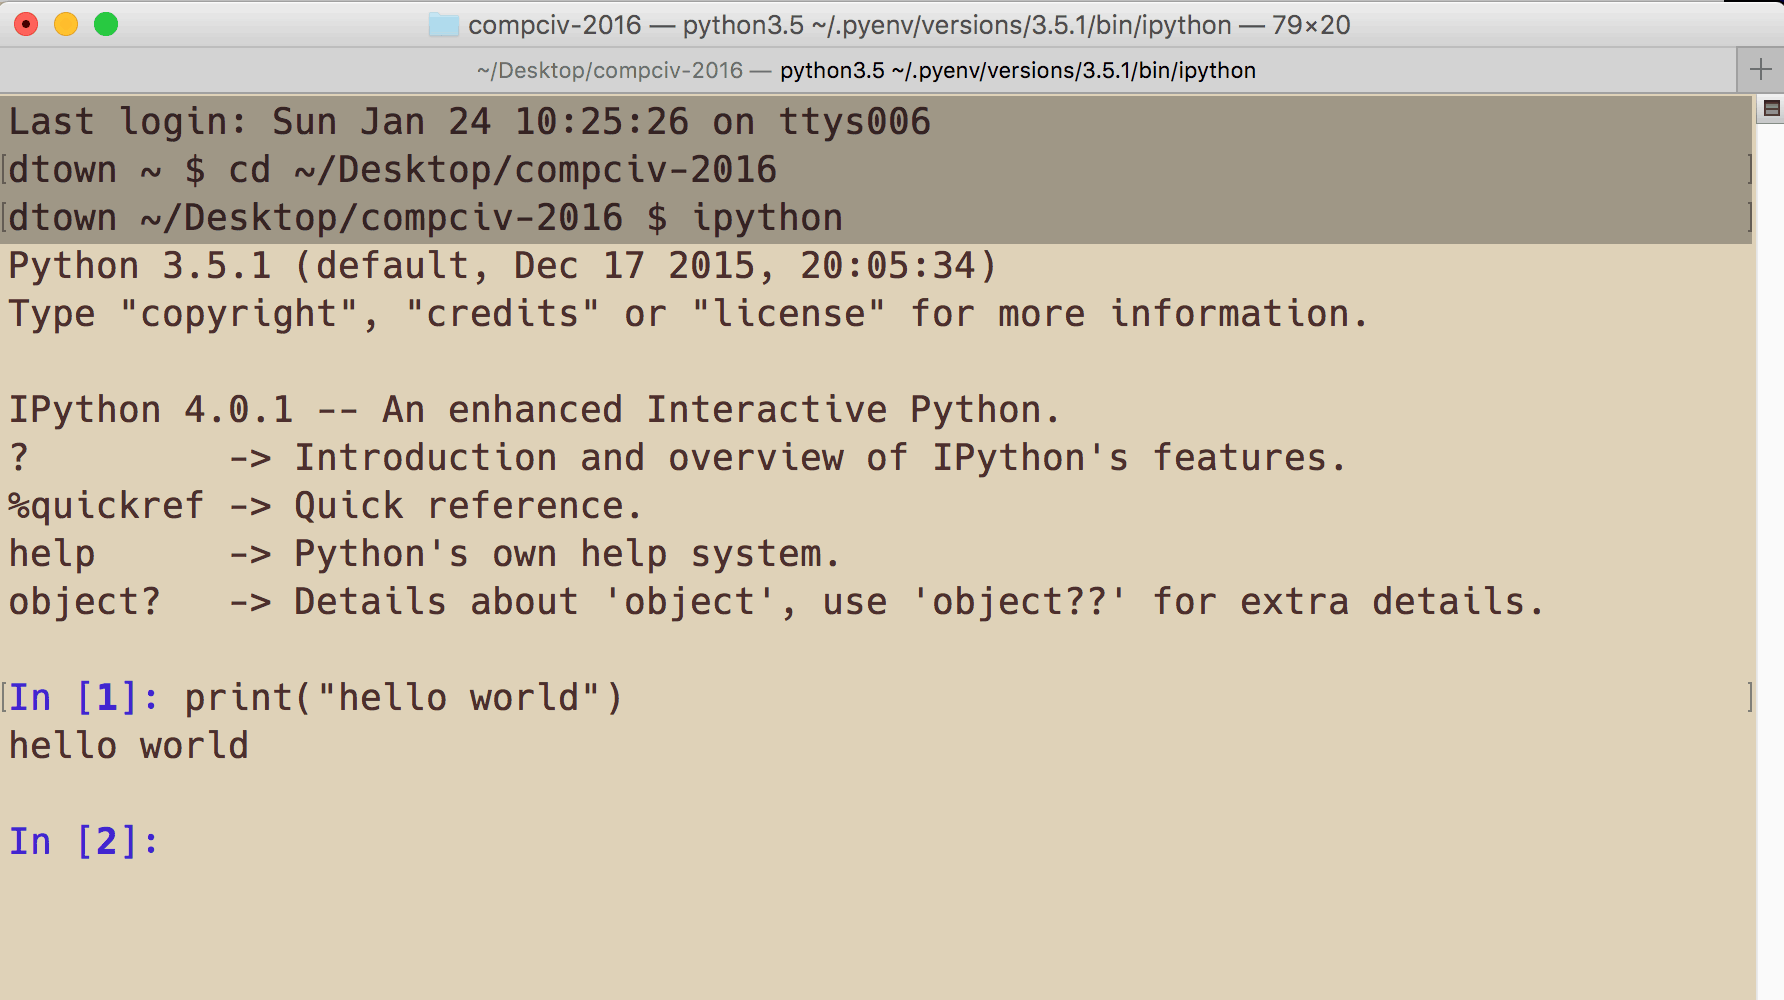 compciv-2016 — python3.5 ~/.pyenv/versions/3.5.1/bin/ipython — 79×20
~/Desktop/compciv-2016 — python3.5 ~/.pyenv/versions/3.5.1/bin/ipython
Last login: Sun Jan 24 10:25:26 on ttys006
[dtown ~ $ cd ~/Desktop/compciv-2016 ]
[dtown ~/Desktop/compciv-2016 $ ipython ]
Python 3.5.1 (default, Dec 17 2015, 20:05:34)
Type "copyright", "credits" or "license" for more information.
IPython 4.0.1 -- An enhanced Interactive Python.
?         -> Introduction and overview of IPython's features.
%quickref -> Quick reference.
help      -> Python's own help system.
object?   -> Details about 'object', use 'object??' for extra details.
[In [1]: print("hello world") ]
hello world
In [2]: